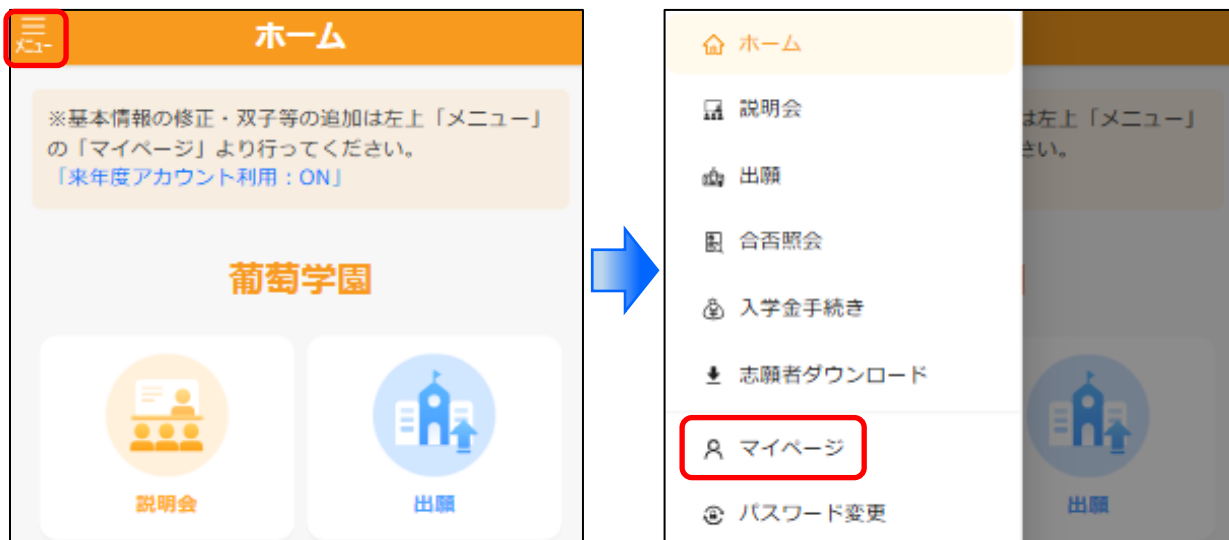 メニュー
ホーム
※基本情報の修正・双子等の追加は左上「メニュー」
の「マイページ」より行ってください。
「来年度アカウント利用：ON」
葡萄学園
説明会
出願
ホーム
説明会
出願
合否照会
入学金手続き
志願者ダウンロード
マイページ
パスワード変更
は左上「メニュー」
さい。
出願